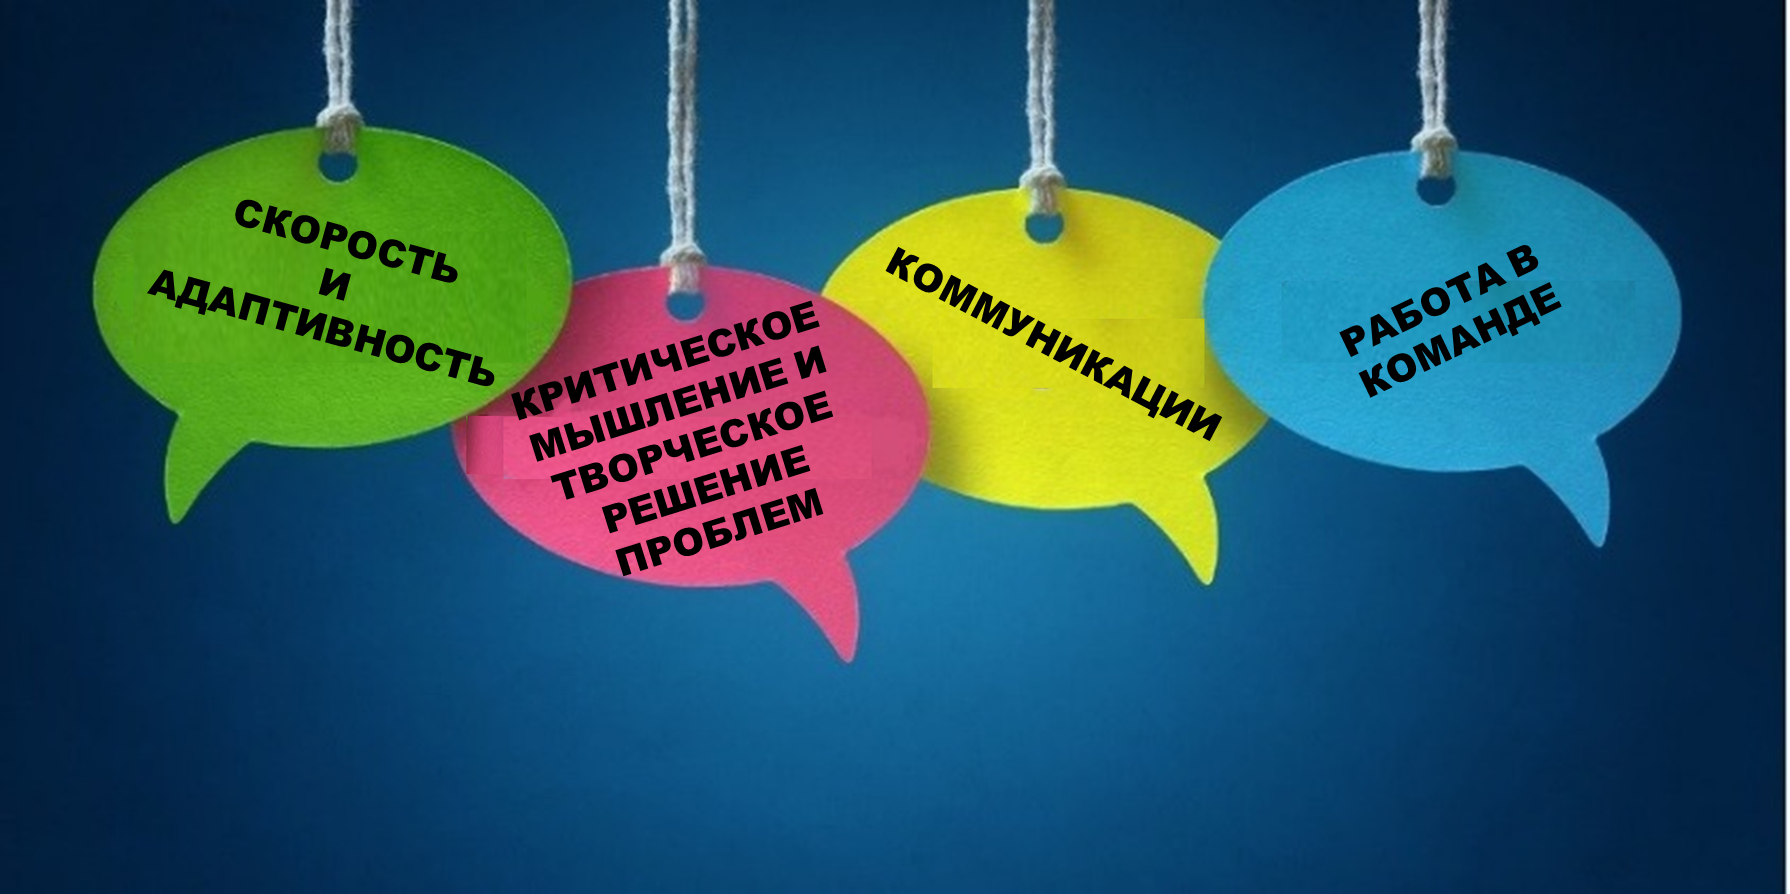 СКОРОСТЬ
И
АДАПТИВНОСТЬ
КРИТИЧЕСКОЕ
МЫШЛЕНИЕ И
ТВОРЧЕСКОЕ
РЕШЕНИЕ
ПРОБЛЕМ
КОММУНИКАЦИИ
РАБОТА В
КОМАНДЕ